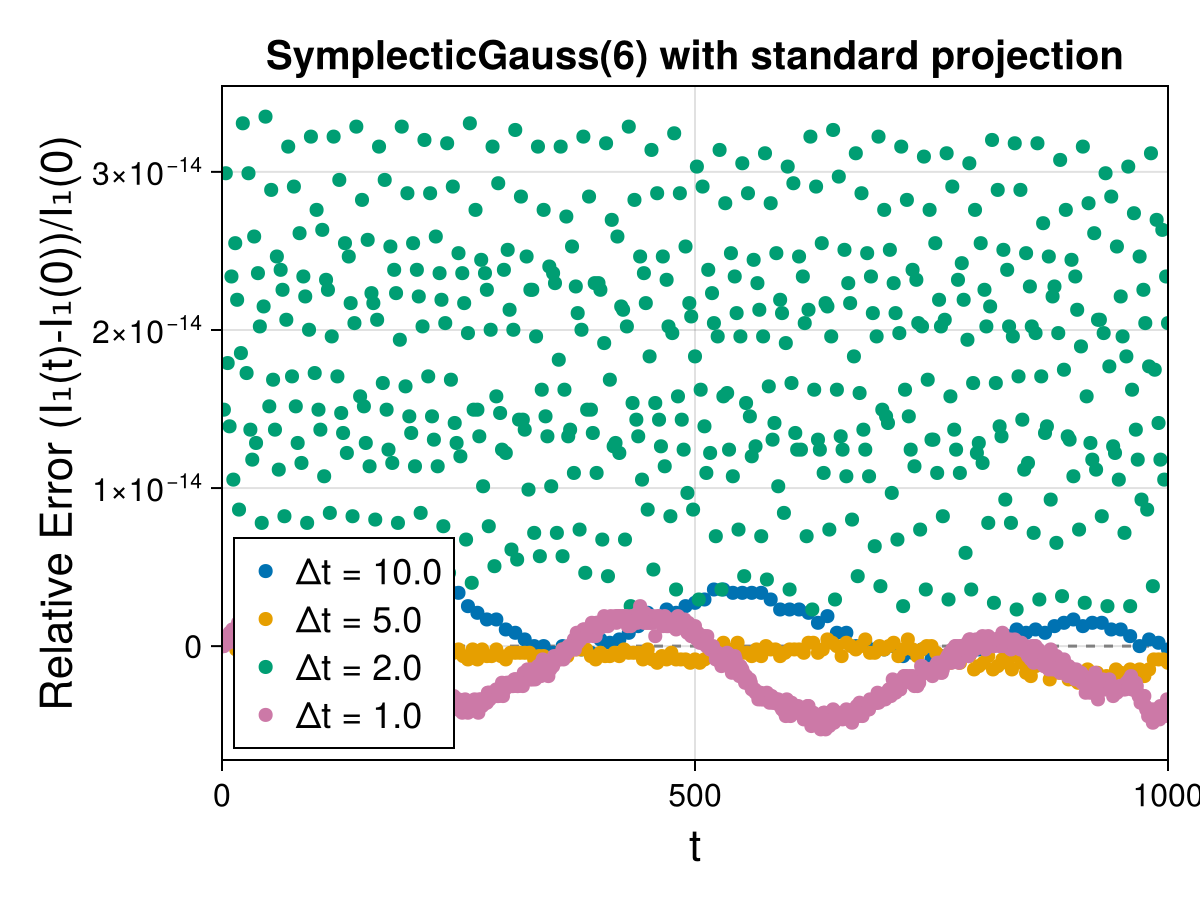 SymplecticGauss(6) with standard projection
Relative Error (I₁(t)-I₁(0))/I₁(0)
3×10⁻¹⁴
2×10⁻¹⁴
1×10⁻¹⁴
0
Δt = 10.0
Δt = 5.0
Δt = 2.0
Δt = 1.0
0 500 1000
t